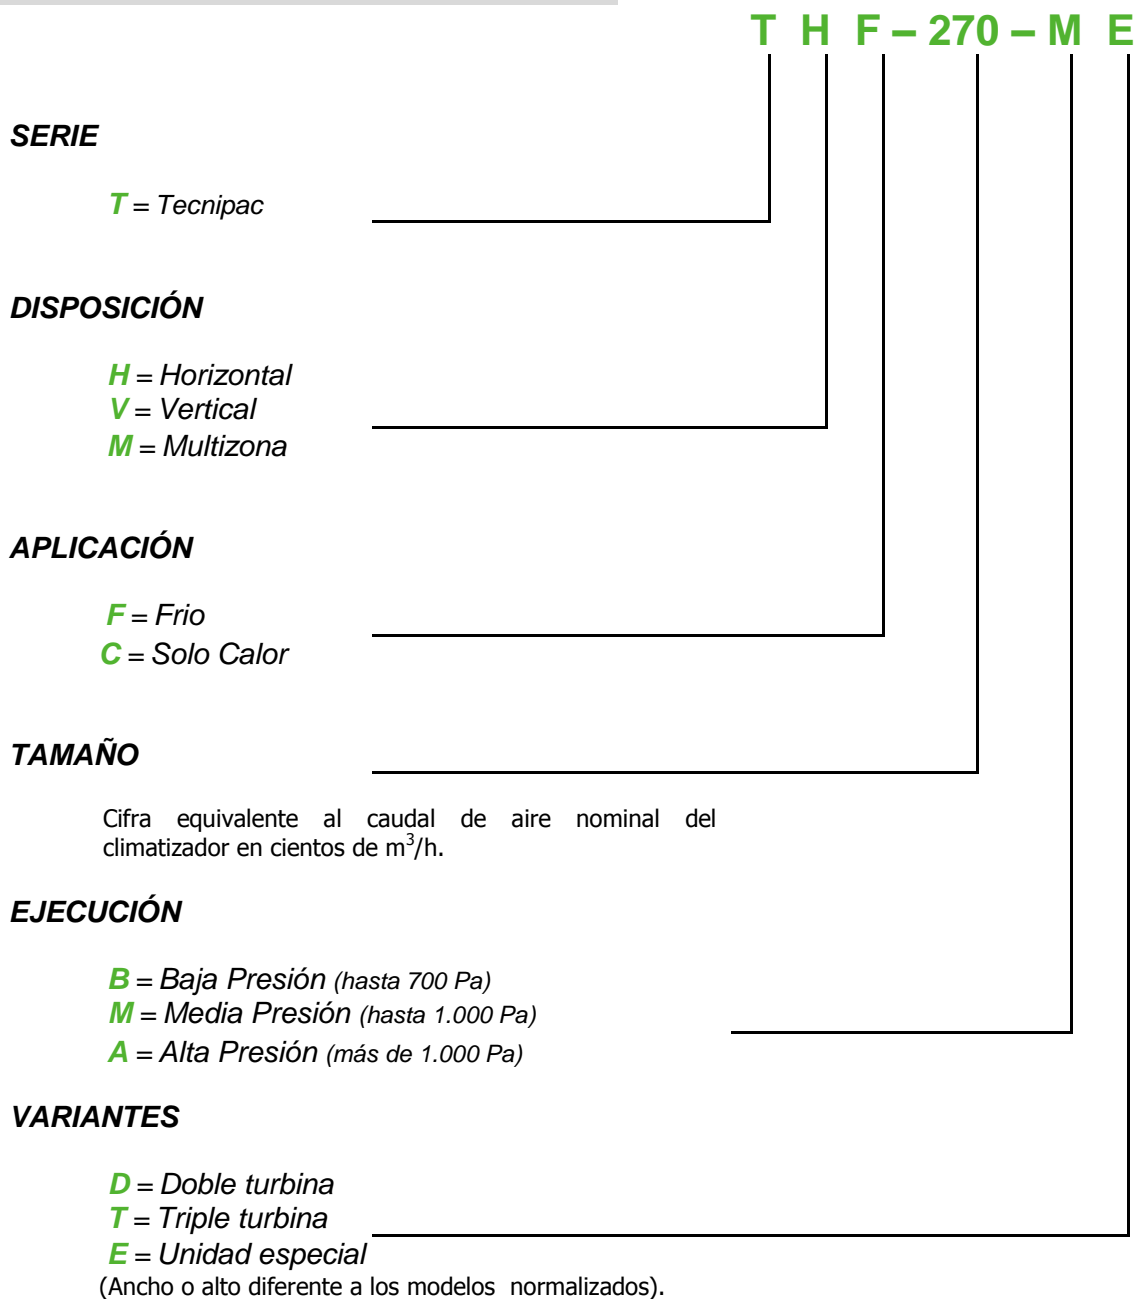 T H F – 270 – M E
SERIE
T = Tecnipac
DISPOSICIÓN
H = Horizontal
V = Vertical
M = Multizona
APLICACIÓN
F = Frio
C = Solo Calor
TAMAÑO
Cifra equivalente al caudal de aire nominal del
climatizador en cientos de m³/h.
EJECUCIÓN
B = Baja Presión (hasta 700 Pa)
M = Media Presión (hasta 1.000 Pa)
A = Alta Presión (más de 1.000 Pa)
VARIANTES
D = Doble turbina
T = Triple turbina
E = Unidad especial
(Ancho o alto diferente a los modelos normalizados).